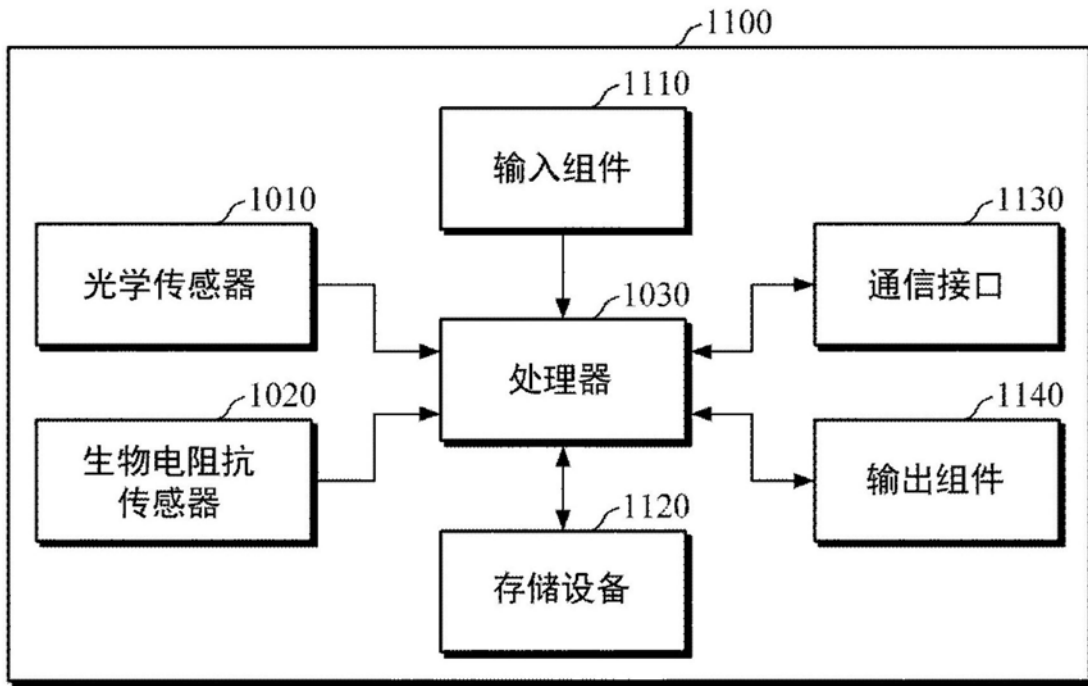 1100
1110
输入组件
1010
光学传感器
1130
通信接口
1030
处理器
1020
生物电阻抗
传感器
1140
输出组件
1120
存储设备